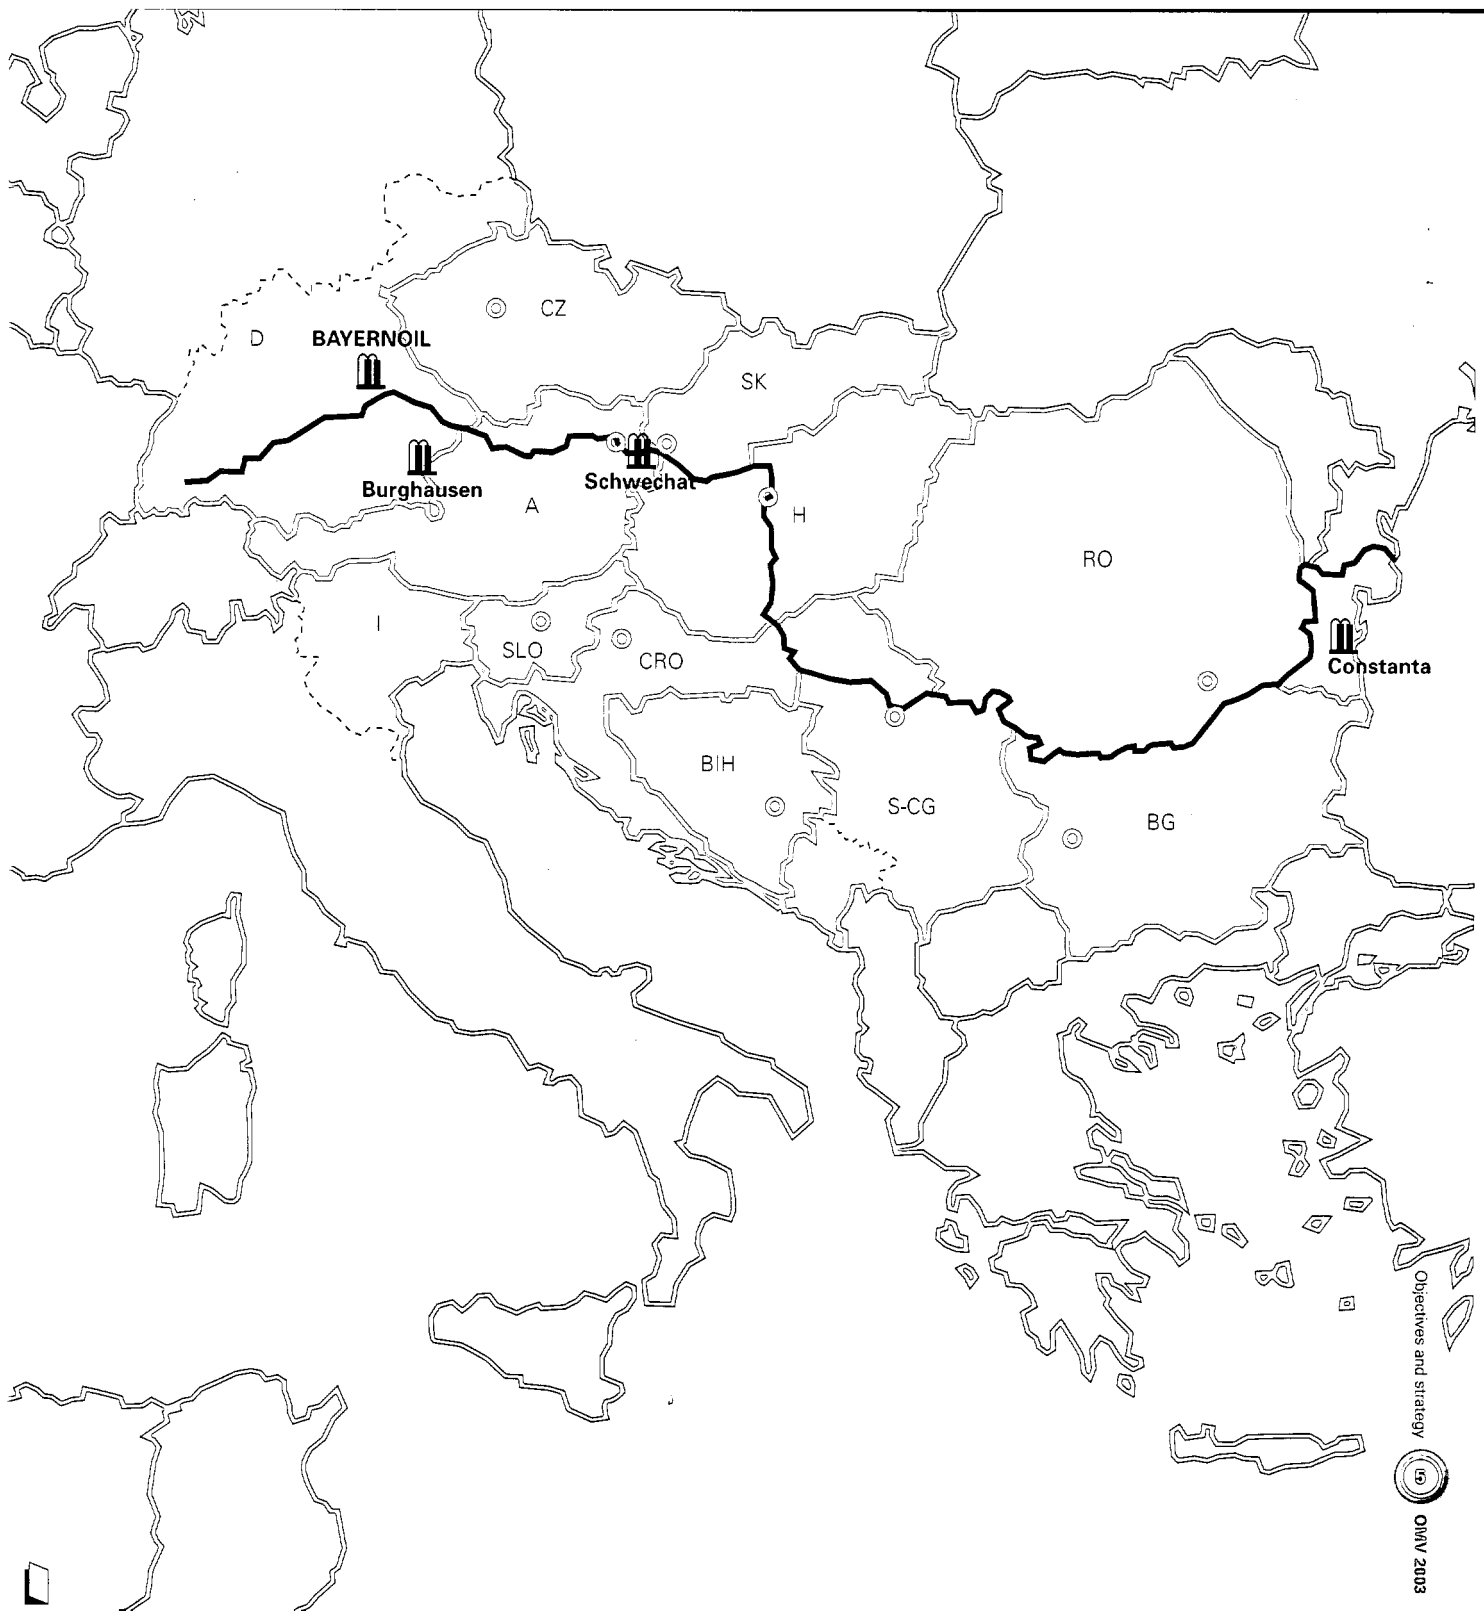 CZ
D
BAYERNOIL
SK
Burghausen
Schwechat
A
H
RO
I
SLO
CRO
Constanta
BIH
S-CG
BG
Objectives and strategy
5
OMV 2003